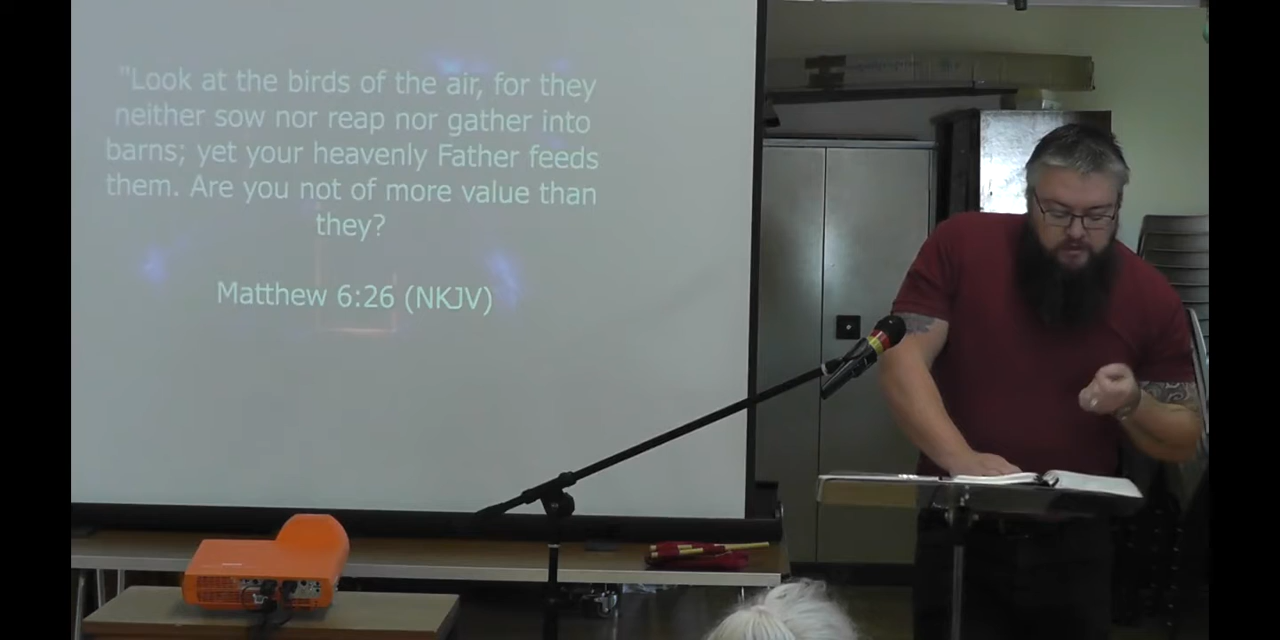 "Look at the birds of the air, for they
neither sow nor reap nor gather into
barns; yet your heavenly Father feeds
them. Are you not of more value than
they?
Matthew 6:26 (NKJV)